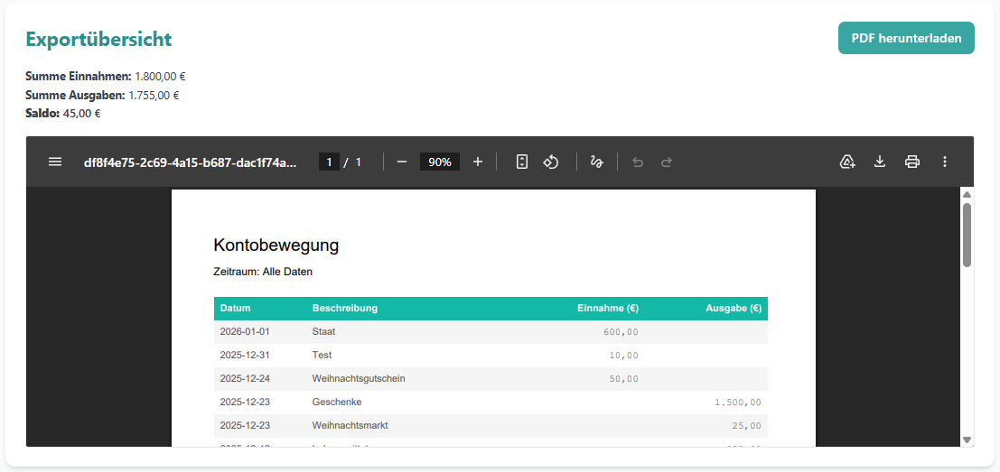 Exportübersicht
PDF herunterladen
Summe Einnahmen: 1.800,00 €
Summe Ausgaben: 1.755,00 €
Saldo: 45,00 €
df8f4e75-2c69-4a15-b687-dac1f74a... 1 / 1 90%
Kontobewegung
Zeitraum: Alle Daten
Datum Beschreibung Einnahme (€) Ausgabe (€)
2026-01-01 Staat 600,00
2025-12-31 Test 10,00
2025-12-24 Weihnachtsgutschein 50,00
2025-12-23 Geschenke 1.500,00
2025-12-23 Weihnachtsmarkt 25,00